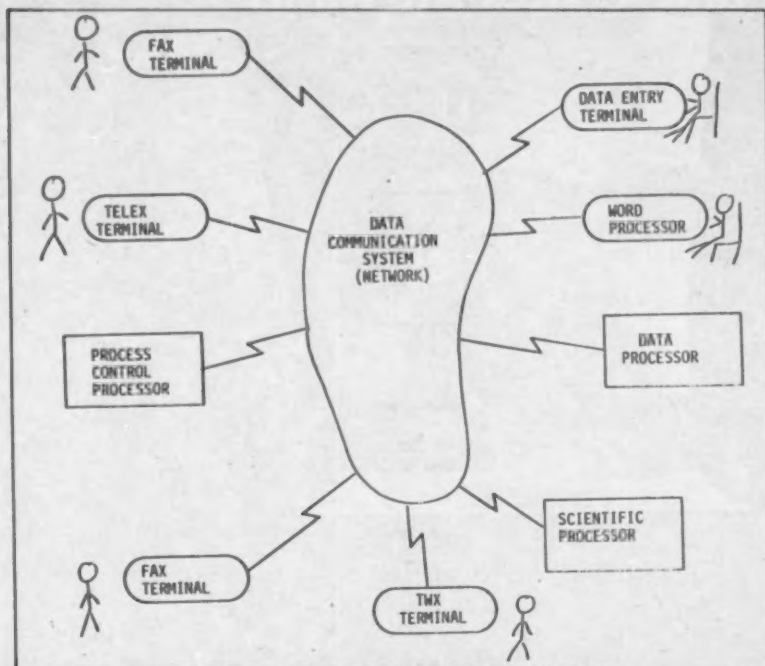 FAX
TERMINAL
DATA ENTRY
TERMINAL
TELEX
TERMINAL
DATA
COMMUNICATION
SYSTEM
(NETWORK)
WORD
PROCESSOR
PROCESS
CONTROL
PROCESSOR
DATA
PROCESSOR
SCIENTIFIC
PROCESSOR
FAX
TERMINAL
TWX
TERMINAL